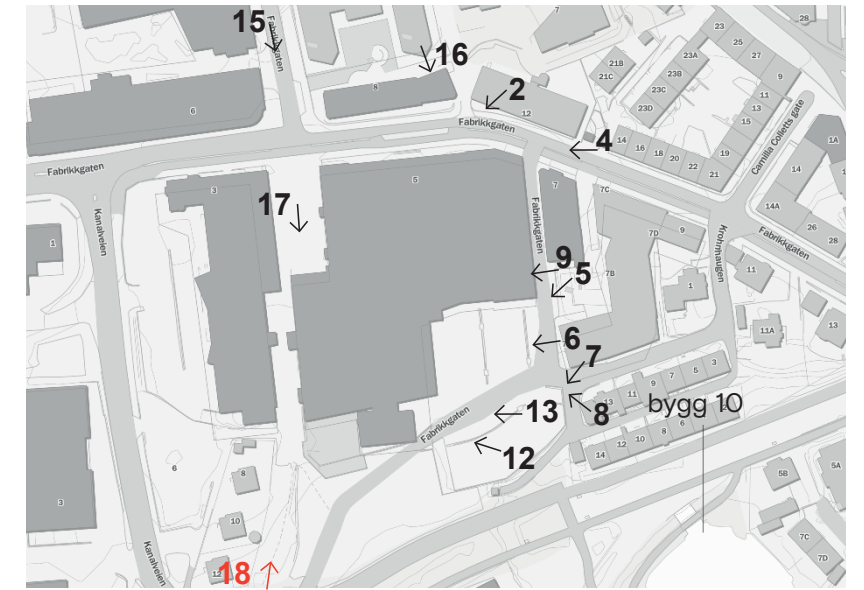 15
Fabrikkgaten
16
2
4
5
6
7
8
9
12
13
17
18
bygg 10
Fabrikkgaten
Fabrikkgaten
Fabrikkgaten
Fabrikkgaten
Fabrikkgaten
Kanalveien
Kanalveien
Krohnhaugen
Camilla Colletts gate
6
8
12
7
28
21B
21C
23A
23B
23C
23D
23
25
27
9
11
13
15
19
21
22
20
18
16
14
1A
14
14A
26
28
3
5
7
7C
7D
9
7B
1
11
11A
13
1
3
6
8
10
12
13
11
9
7
5
3
14
12
10
8
6
5B
5A
7C
7D